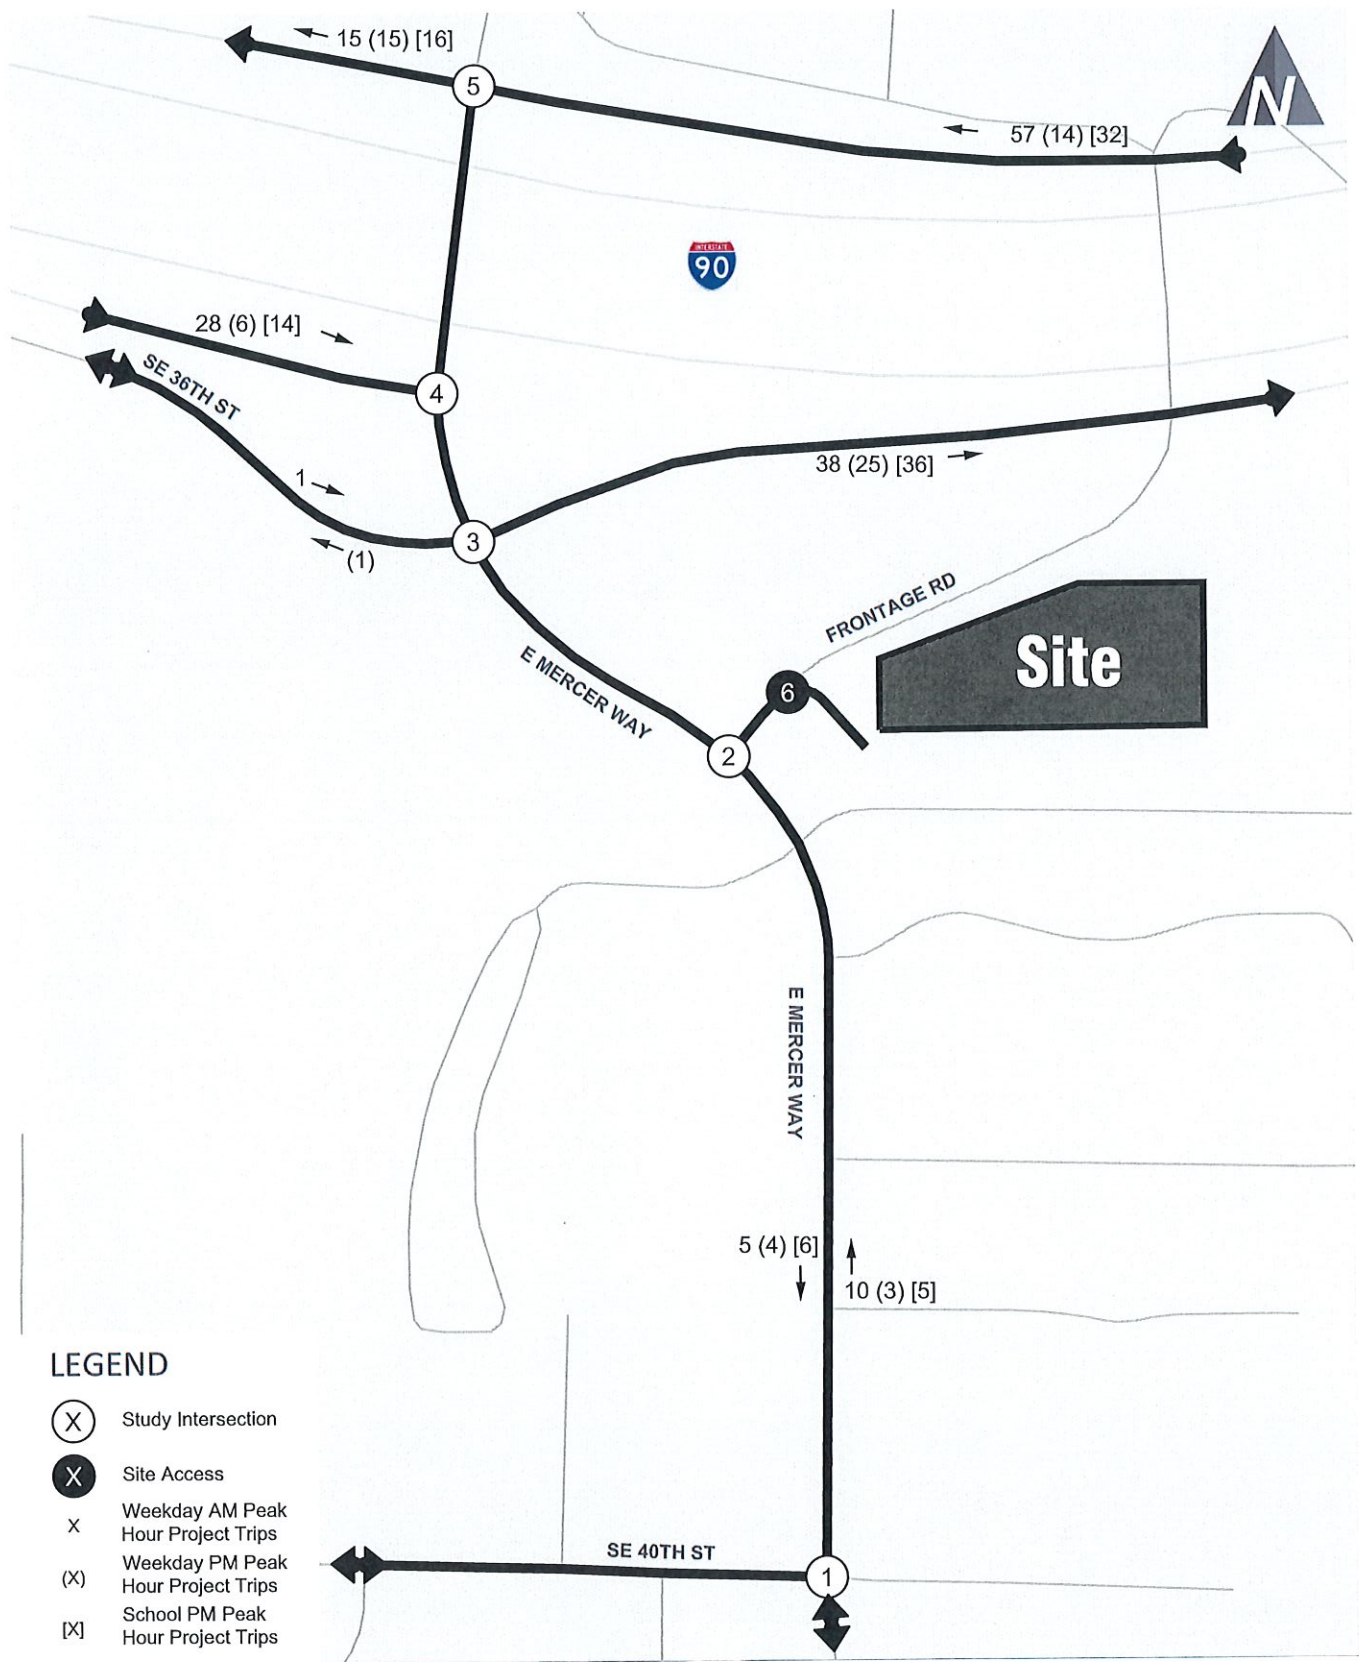 15 (15) [16]
5
N
57 (14) [32]
INTERSTATE
90
28 (6) [14]
4
SE 36TH ST
38 (25) [36]
1
3
(1)
FRONTAGE RD
Site
E MERCER WAY
6
2
E MERCER WAY
5 (4) [6]
10 (3) [5]
LEGEND
X Study Intersection
X Site Access
X Weekday AM Peak
Hour Project Trips
(X) Weekday PM Peak
Hour Project Trips
[X] School PM Peak
Hour Project Trips
SE 40TH ST
1